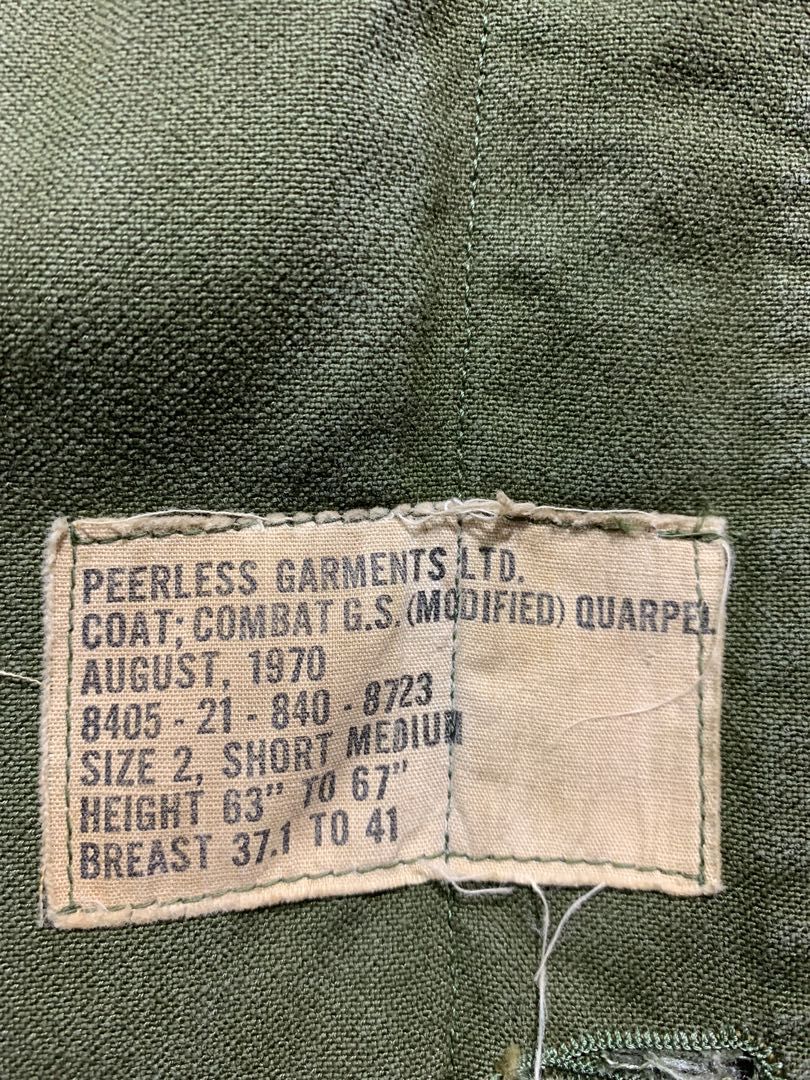 PEERLESS GARMENTS LTD.
COAT; COMBAT G.S. (MODIFIED) QUARPEL
AUGUST, 1970
8405 - 21 - 840 - 8723
SIZE 2, SHORT MEDIUM
HEIGHT 63" TO 67"
BREAST 37.1 TO 41